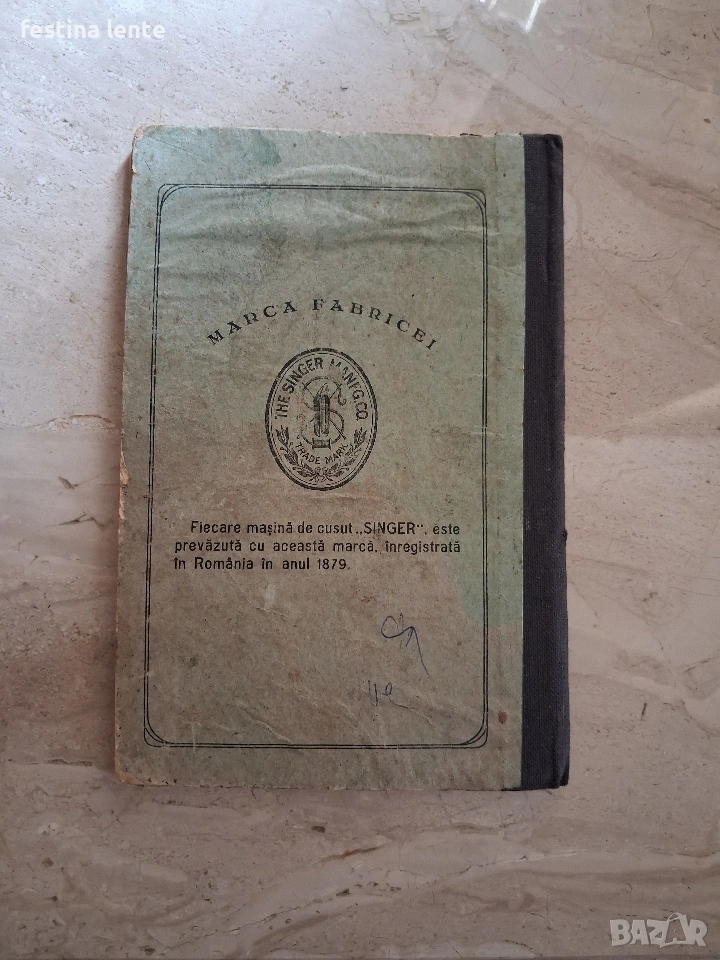 festina lente
MARCA FABRICEI
THE SINGER MANFG. CO.
TRADE MARK
Fiecare mașină de cusut „SINGER", este
prevăzută cu această marcă, înregistrată
în România în anul 1879.
BAZAR